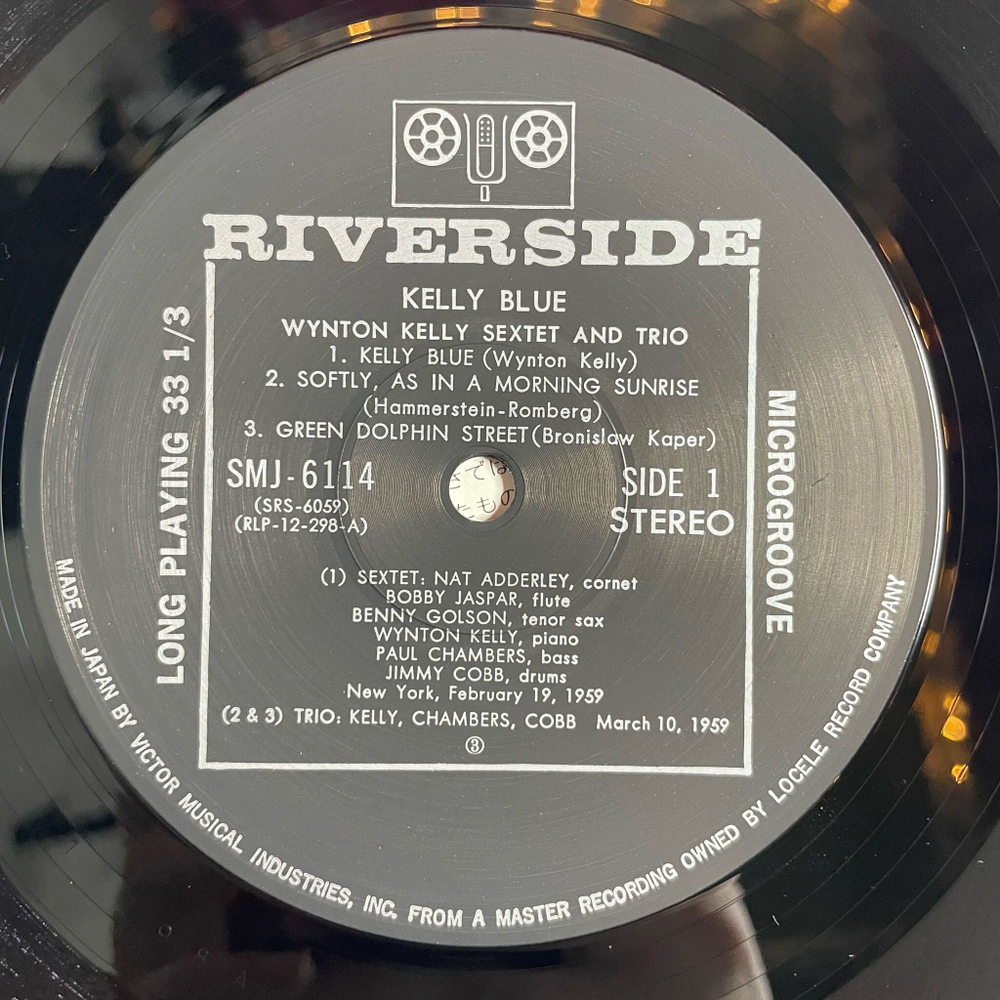 RIVERSIDE
KELLY BLUE
WYNTON KELLY SEXTET AND TRIO
1. KELLY BLUE (Wynton Kelly)
2. SOFTLY, AS IN A MORNING SUNRISE
(Hammerstein-Romberg)
3. GREEN DOLPHIN STREET (Bronislaw Kaper)
SMJ-6114
(SRS-6059)
(RLP-12-298-A)
SIDE 1
STEREO
(1) SEXTET: NAT ADDERLEY, cornet
BOBBY JASPAR, flute
BENNY GOLSON, tenor sax
WYNTON KELLY, piano
PAUL CHAMBERS, bass
JIMMY COBB, drums
New York, February 19, 1959
(2 & 3) TRIO: KELLY, CHAMBERS, COBB March 10, 1959
③
LONG PLAYING 33 1/3
MICROGROOVE
MADE IN JAPAN BY VICTOR MUSICAL INDUSTRIES, INC. FROM A MASTER RECORDING OWNED BY LOCELE RECORD COMPANY